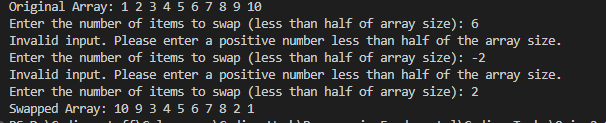 Original Array: 1 2 3 4 5 6 7 8 9 10
Enter the number of items to swap (less than half of array size): 6
Invalid input. Please enter a positive number less than half of the array size.
Enter the number of items to swap (less than half of array size): -2
Invalid input. Please enter a positive number less than half of the array size.
Enter the number of items to swap (less than half of array size): 2
Swapped Array: 10 9 3 4 5 6 7 8 2 1